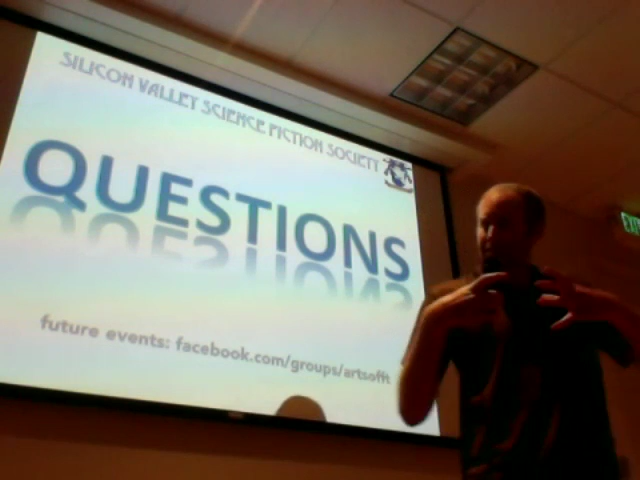 SILICON VALLEY SCIENCE FICTION SOCIETY
QUESTIONS
future events: facebook.com/groups/artsofft